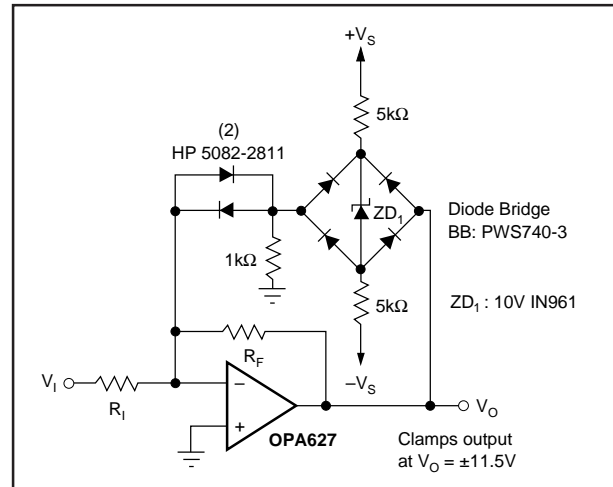 +V_S
5kΩ
(2)
HP 5082-2811
ZD_1
Diode Bridge
BB: PWS740-3
1kΩ
5kΩ
ZD_1 : 10V IN961
–V_S
R_F
V_I
R_I
–
+
OPA627
V_O
Clamps output
at V_O = ±11.5V